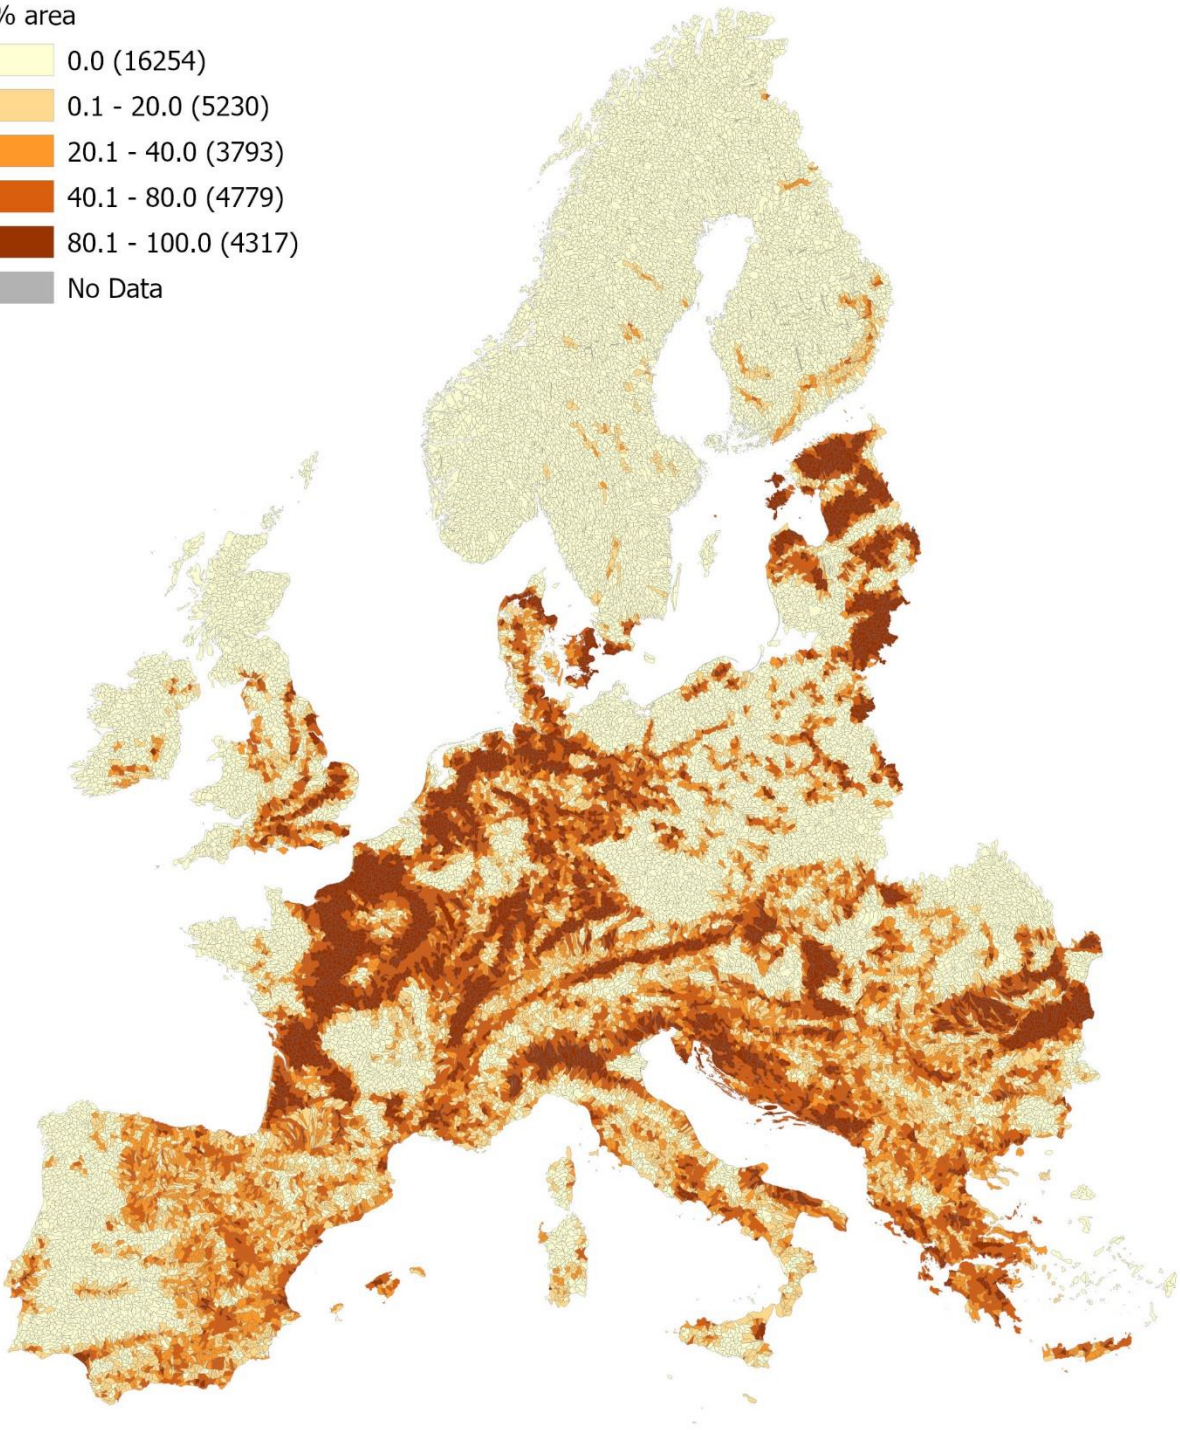 % area
0.0 (16254)
0.1 - 20.0 (5230)
20.1 - 40.0 (3793)
40.1 - 80.0 (4779)
80.1 - 100.0 (4317)
No Data